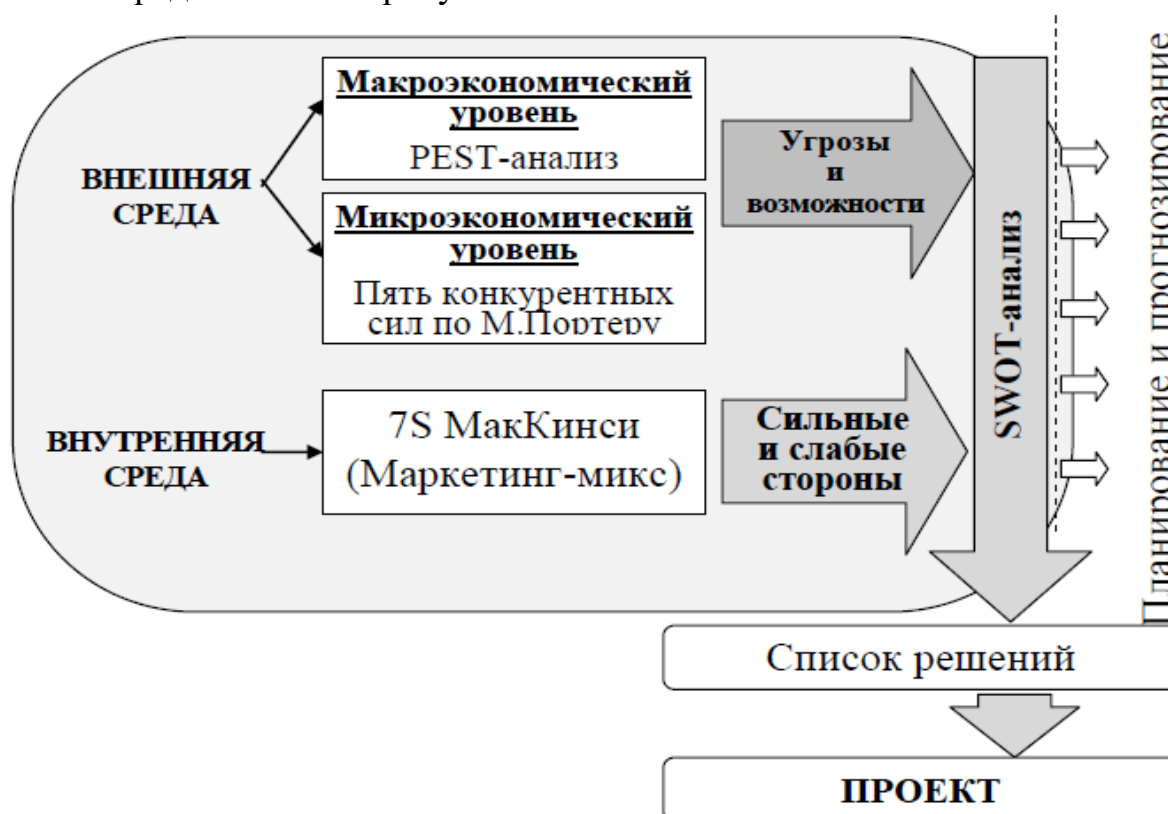 Макроэкономический
уровень
PEST-анализ
ВНЕШНЯЯ
СРЕДА
Микроэкономический
уровень
Пять конкурентных
сил по М.Портеру
Угрозы
и
возможности
ВНУТРЕННЯЯ
СРЕДА
7S МакКинси
(Маркетинг-микс)
Сильные
и слабые
стороны
SWOT-анализ
Планирование и прогнозирование
Список решений
ПРОЕКТ